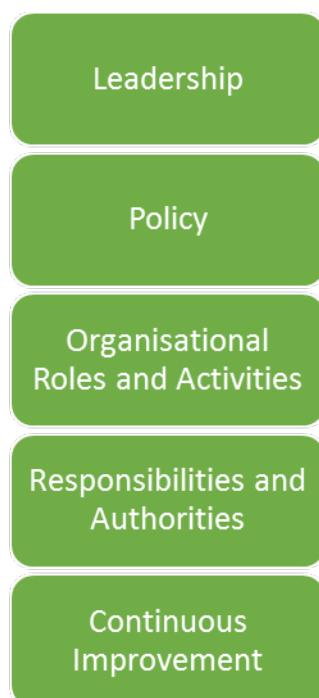 Leadership
Policy
Organisational
Roles and Activities
Responsibilities and
Authorities
Continuous
Improvement